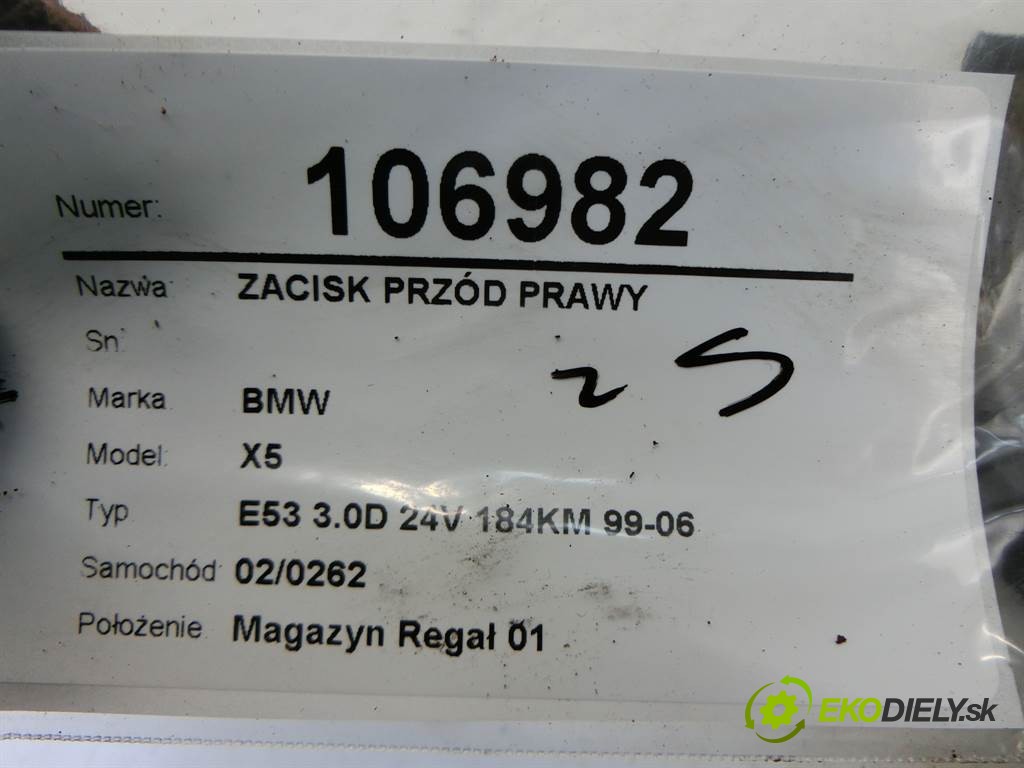 Numer: 106982
Nazwa: ZACISK PRZÓD PRAWY
Sn:
Marka BMW
Model: X5
Typ E53 3.0D 24V 184KM 99-06
Samochód 02/0262
Położenie Magazyn Regał 01
EKODIELY.sk